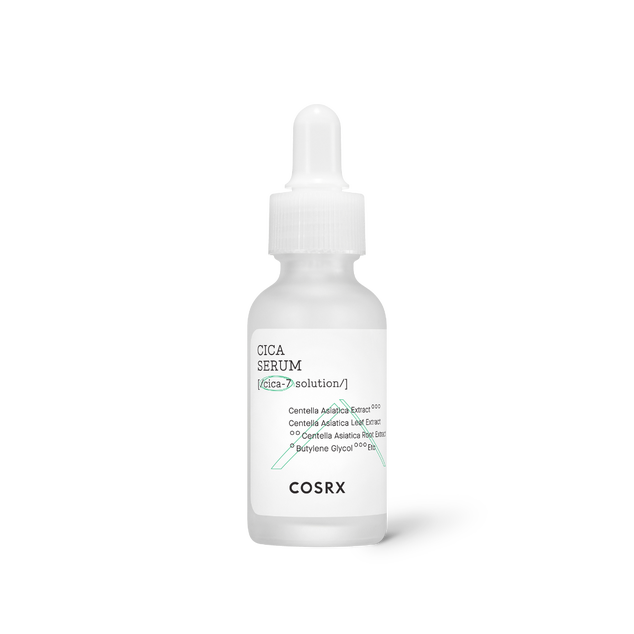 CICA
SERUM
[/cica-7 solution/]
Centella Asiatica Extract°°°
Centella Asiatica Leaf Extract
°°Centella Asiatica Root Extract
°Butylene Glycol°°°Etc.
COSRX